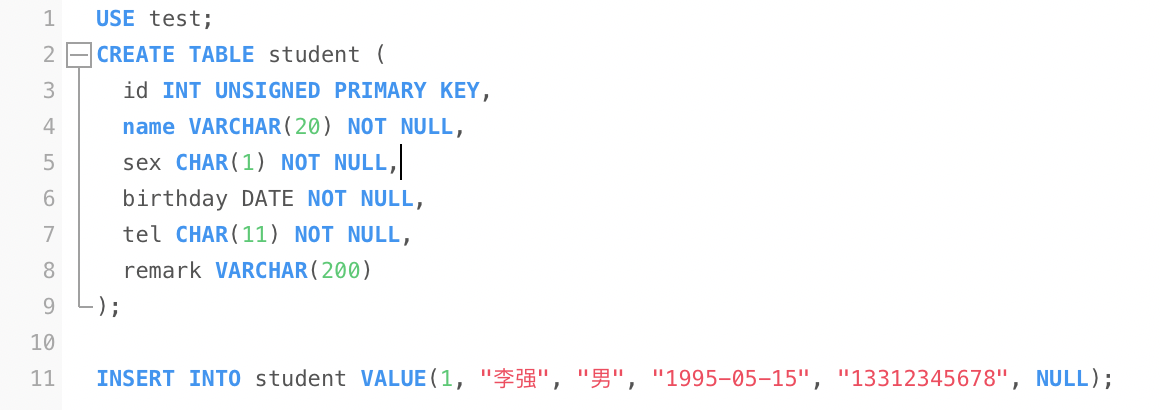 1 USE test;
2 CREATE TABLE student (
3 id INT UNSIGNED PRIMARY KEY,
4 name VARCHAR(20) NOT NULL,
5 sex CHAR(1) NOT NULL,
6 birthday DATE NOT NULL,
7 tel CHAR(11) NOT NULL,
8 remark VARCHAR(200)
9 );
10
11 INSERT INTO student VALUE(1, "李强", "男", "1995-05-15", "13312345678", NULL);